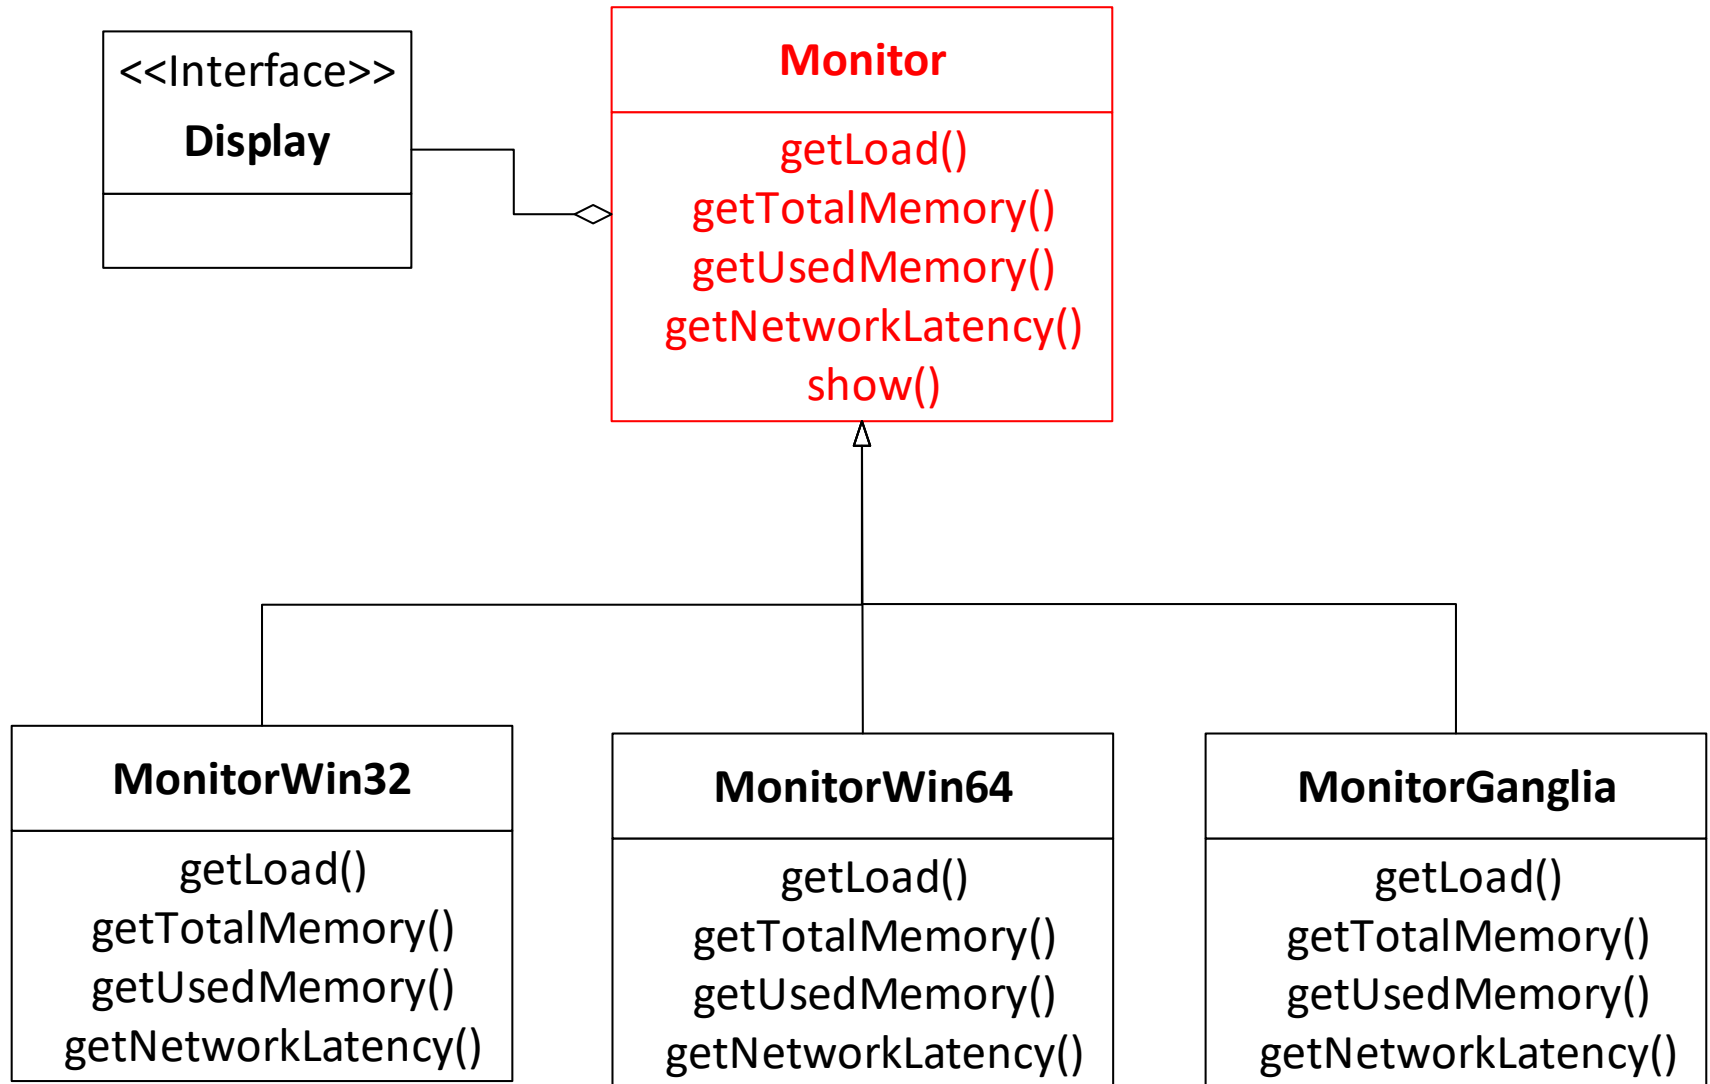 <<Interface>>
Display
Monitor
getLoad()
getTotalMemory()
getUsedMemory()
getNetworkLatency()
show()
MonitorWin32
getLoad()
getTotalMemory()
getUsedMemory()
getNetworkLatency()
MonitorWin64
getLoad()
getTotalMemory()
getUsedMemory()
getNetworkLatency()
MonitorGanglia
getLoad()
getTotalMemory()
getUsedMemory()
getNetworkLatency()